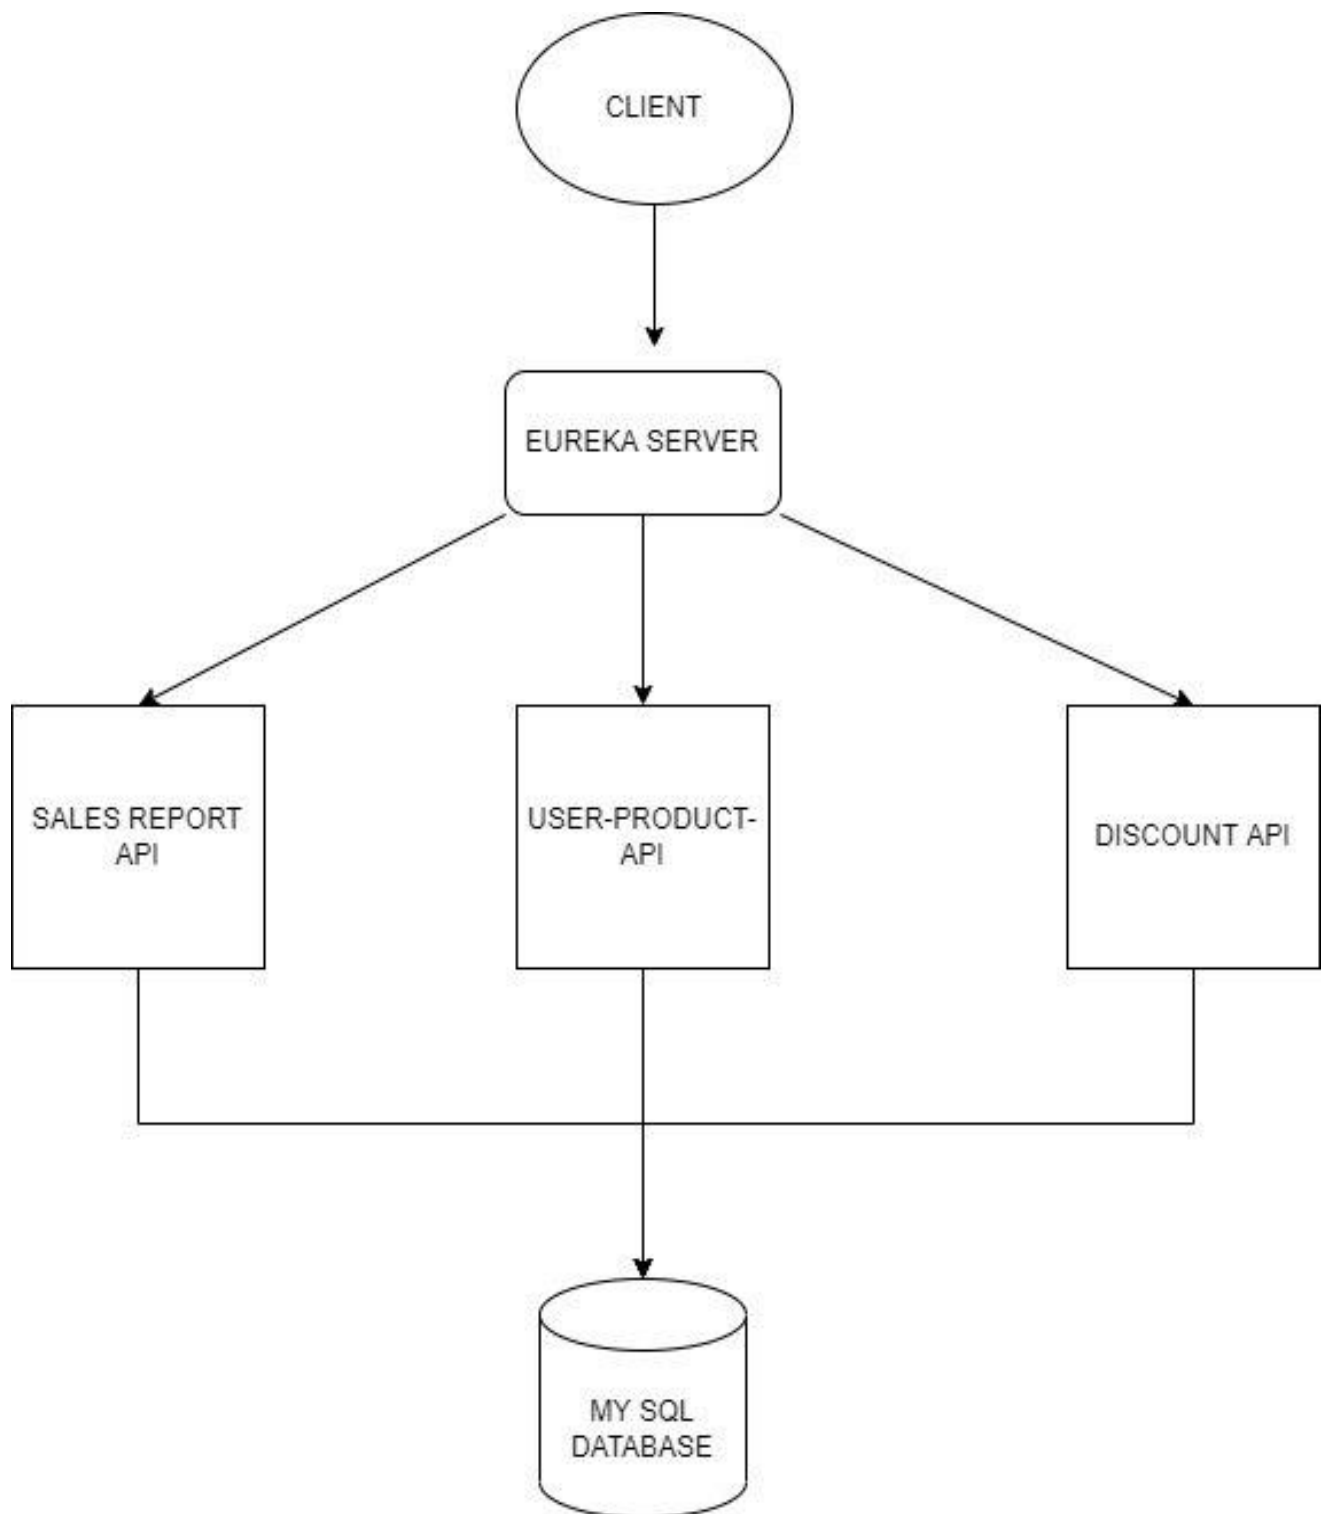 CLIENT
EUREKA SERVER
SALES REPORT
API
USER-PRODUCT-
API
DISCOUNT API
MY SQL
DATABASE